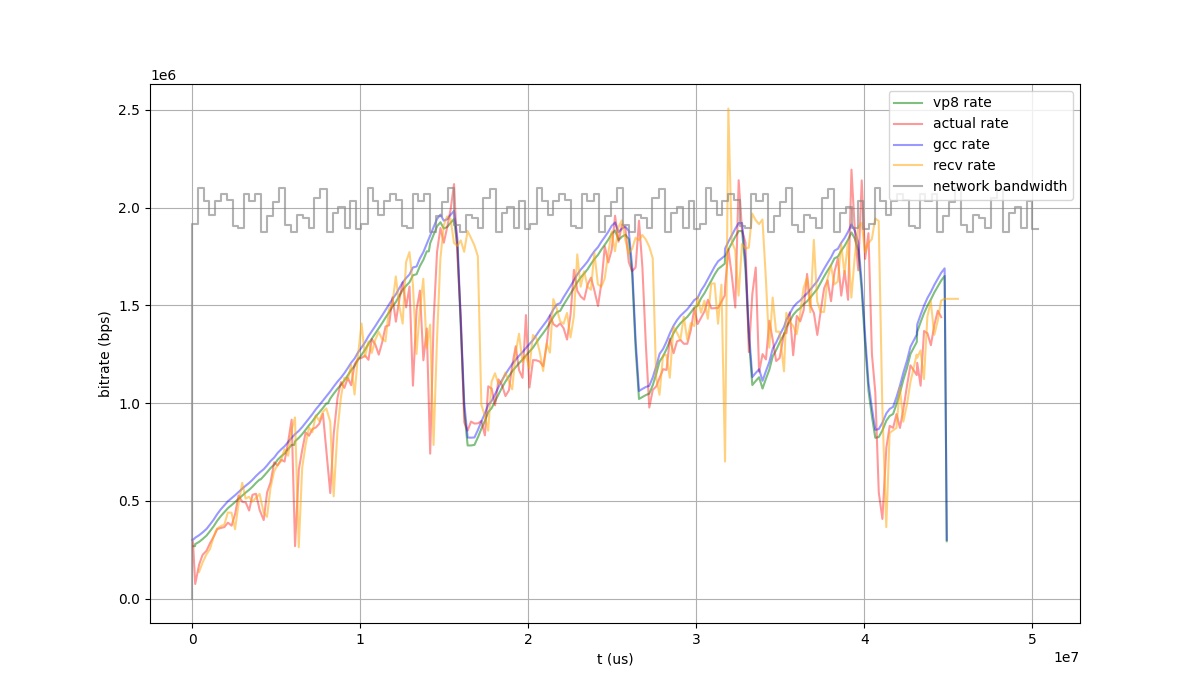 1e6
2.5
2.0
1.5
1.0
0.5
0.0
bitrate (bps)
vp8 rate
actual rate
gcc rate
recv rate
network bandwidth
0 1 2 3 4 5
t (us)
1e7